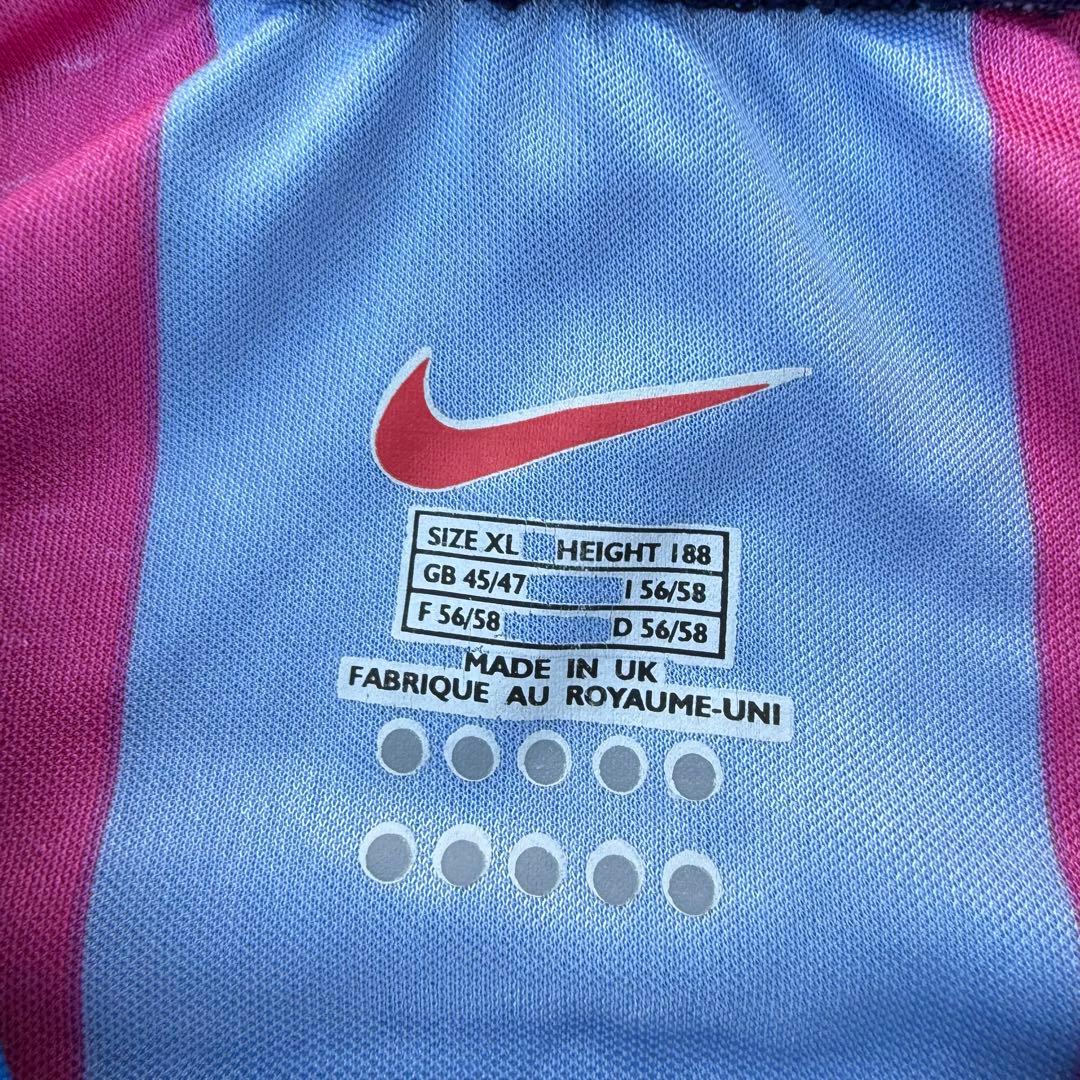 SIZE XL HEIGHT 188
GB 45/47 I 56/58
F 56/58 D 56/58
MADE IN UK
FABRIQUE AU ROYAUME-UNI